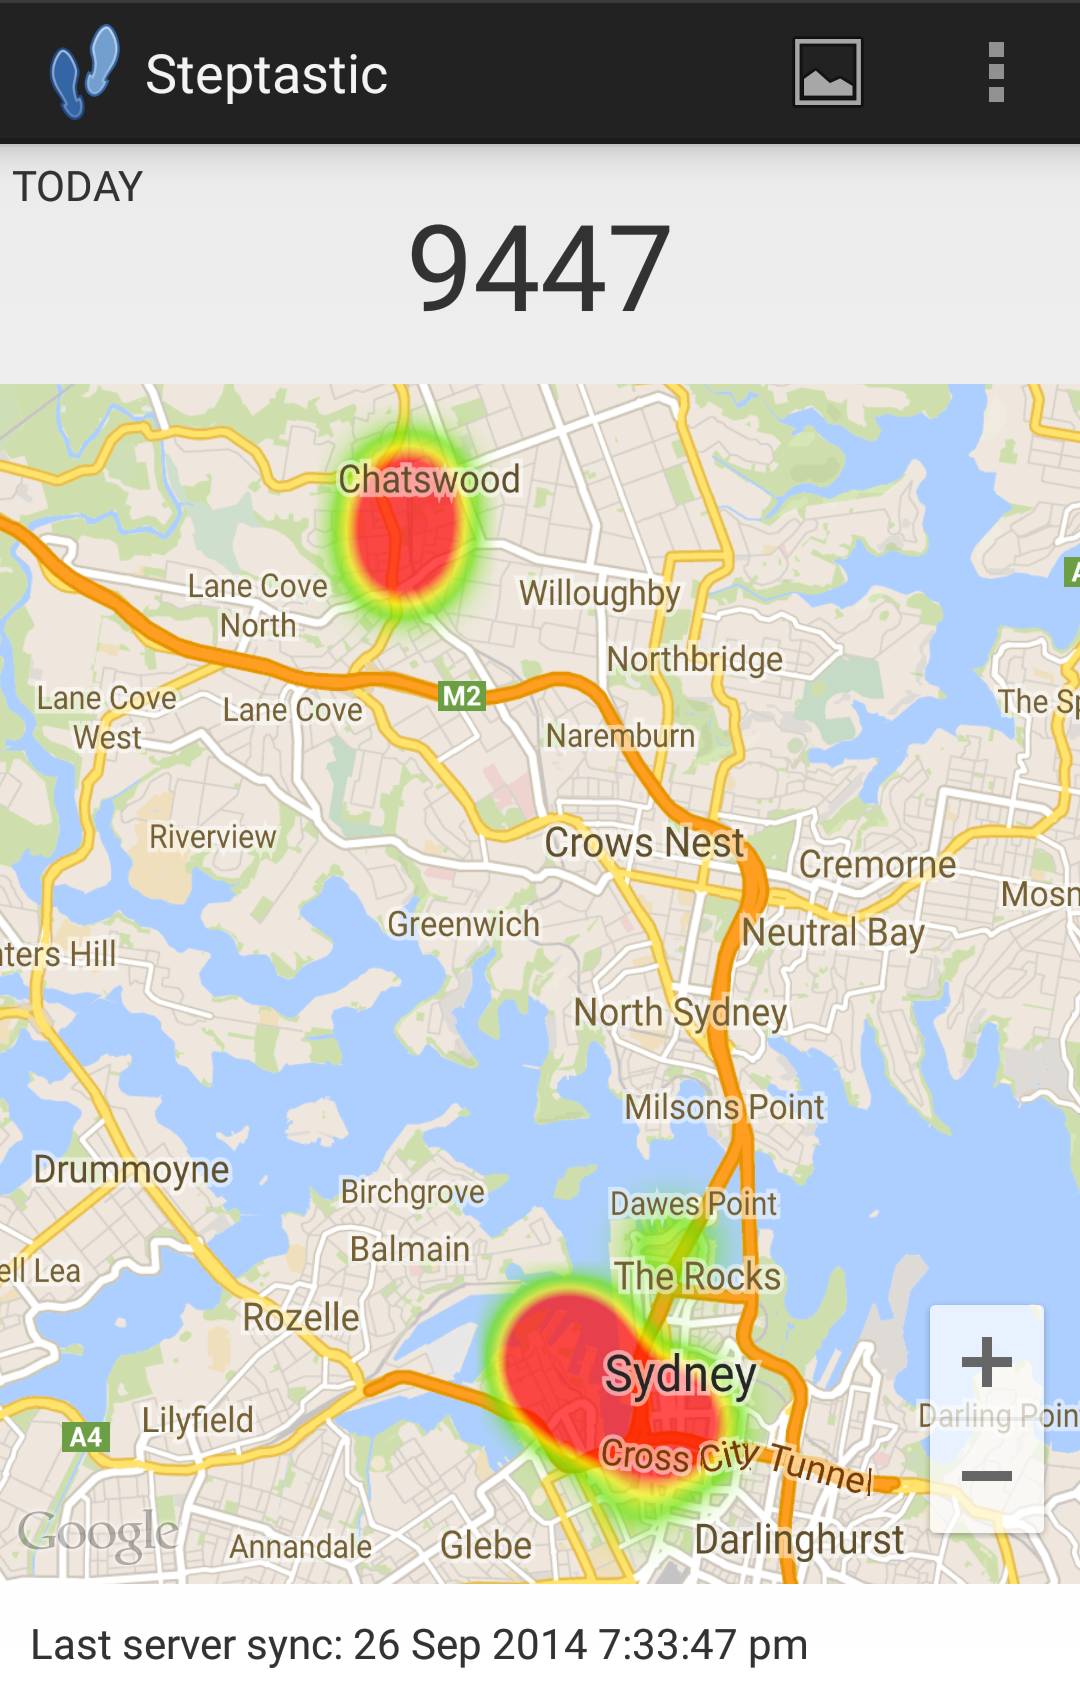 Steptastic
TODAY
9447
Chatswood
Lane Cove
North
Willoughby
Northbridge
Lane Cove
West
Lane Cove
M2
The Sp
Naremburn
Riverview
Crows Nest
Cremorne
Mosn
Greenwich
Neutral Bay
nters Hill
North Sydney
Milsons Point
Drummoyne
Birchgrove
Dawes Point
Balmain
ell Lea
The Rocks
Rozelle
Sydney
Lilyfield
A4
Darling Poin
Cross City Tunnel
Google
Annandale
Glebe
Darlinghurst
Last server sync: 26 Sep 2014 7:33:47 pm